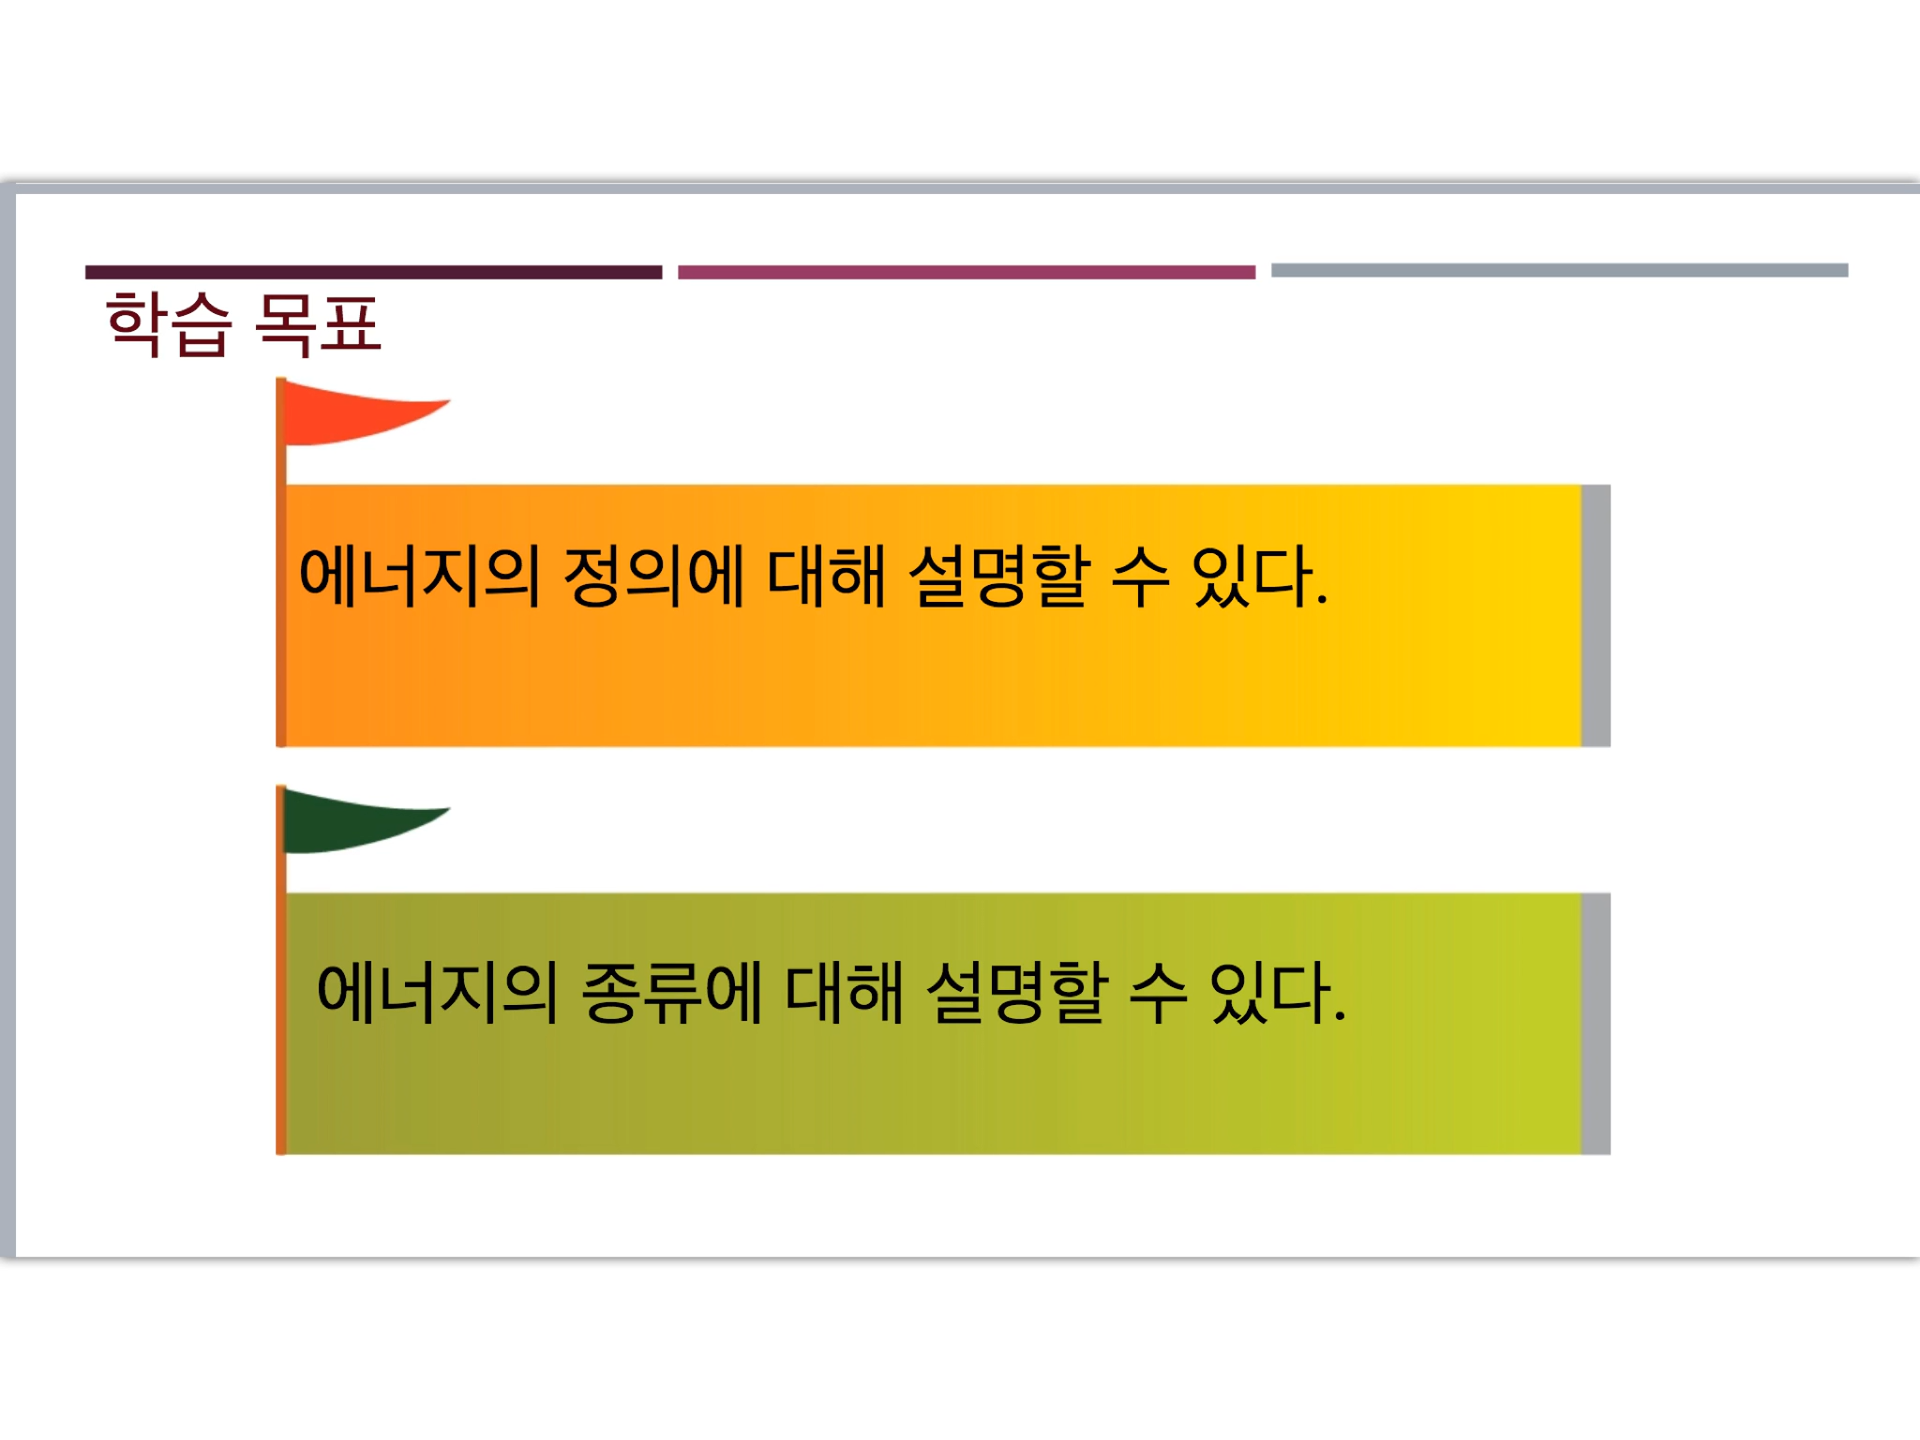 학습 목표
에너지의 정의에 대해 설명할 수 있다.
에너지의 종류에 대해 설명할 수 있다.